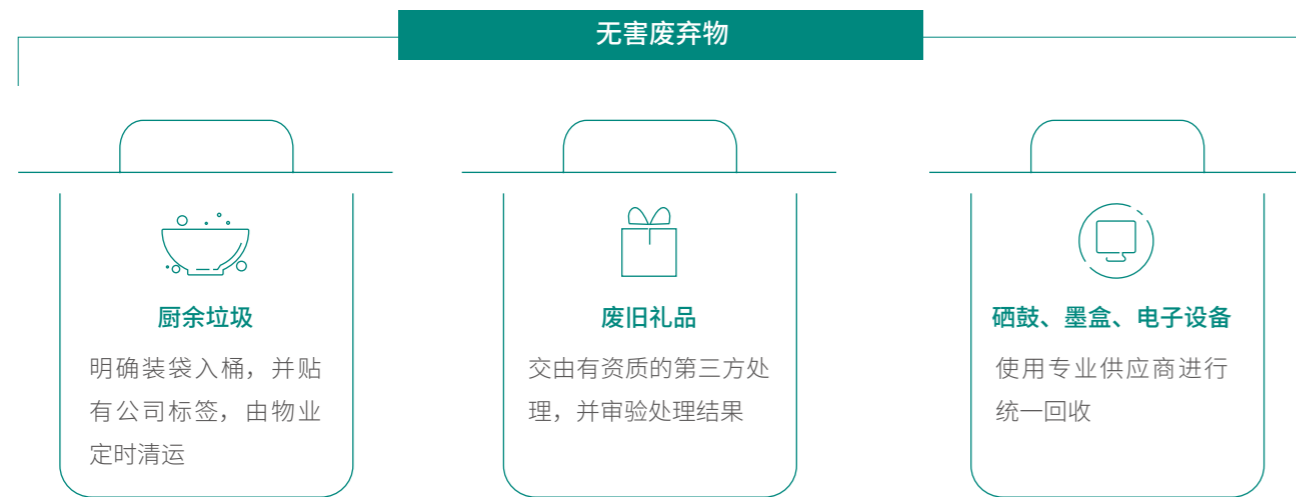 无害废弃物
厨余垃圾
明确装袋入桶，并贴
有公司标签，由物业
定时清运
废旧礼品
交由有资质的第三方处
理，并审验处理结果
硒鼓、墨盒、电子设备
使用专业供应商进行
统一回收